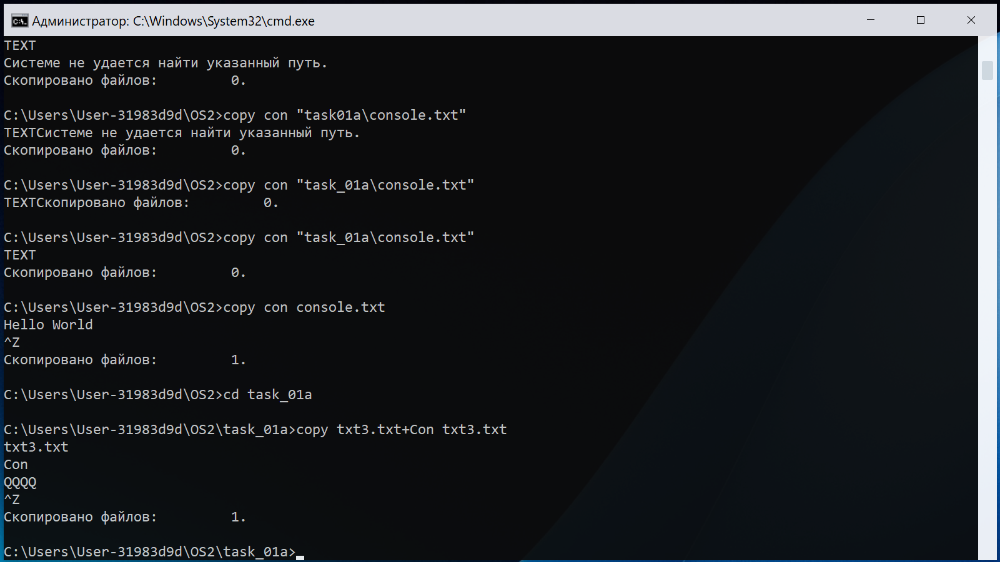 Администратор: C:\Windows\System32\cmd.exe
TEXT
Системе не удается найти указанный путь.
Скопировано файлов:         0.
C:\Users\User-31983d9d\OS2>copy con "task01a\console.txt"
TEXTСистеме не удается найти указанный путь.
Скопировано файлов:         0.
C:\Users\User-31983d9d\OS2>copy con "task_01a\console.txt"
TEXTСкопировано файлов:         0.
C:\Users\User-31983d9d\OS2>copy con "task_01a\console.txt"
TEXT
Скопировано файлов:         0.
C:\Users\User-31983d9d\OS2>copy con console.txt
Hello World
^Z
Скопировано файлов:         1.
C:\Users\User-31983d9d\OS2>cd task_01a
C:\Users\User-31983d9d\OS2\task_01a>copy txt3.txt+Con txt3.txt
txt3.txt
Con
QQQQ
^Z
Скопировано файлов:         1.
C:\Users\User-31983d9d\OS2\task_01a>